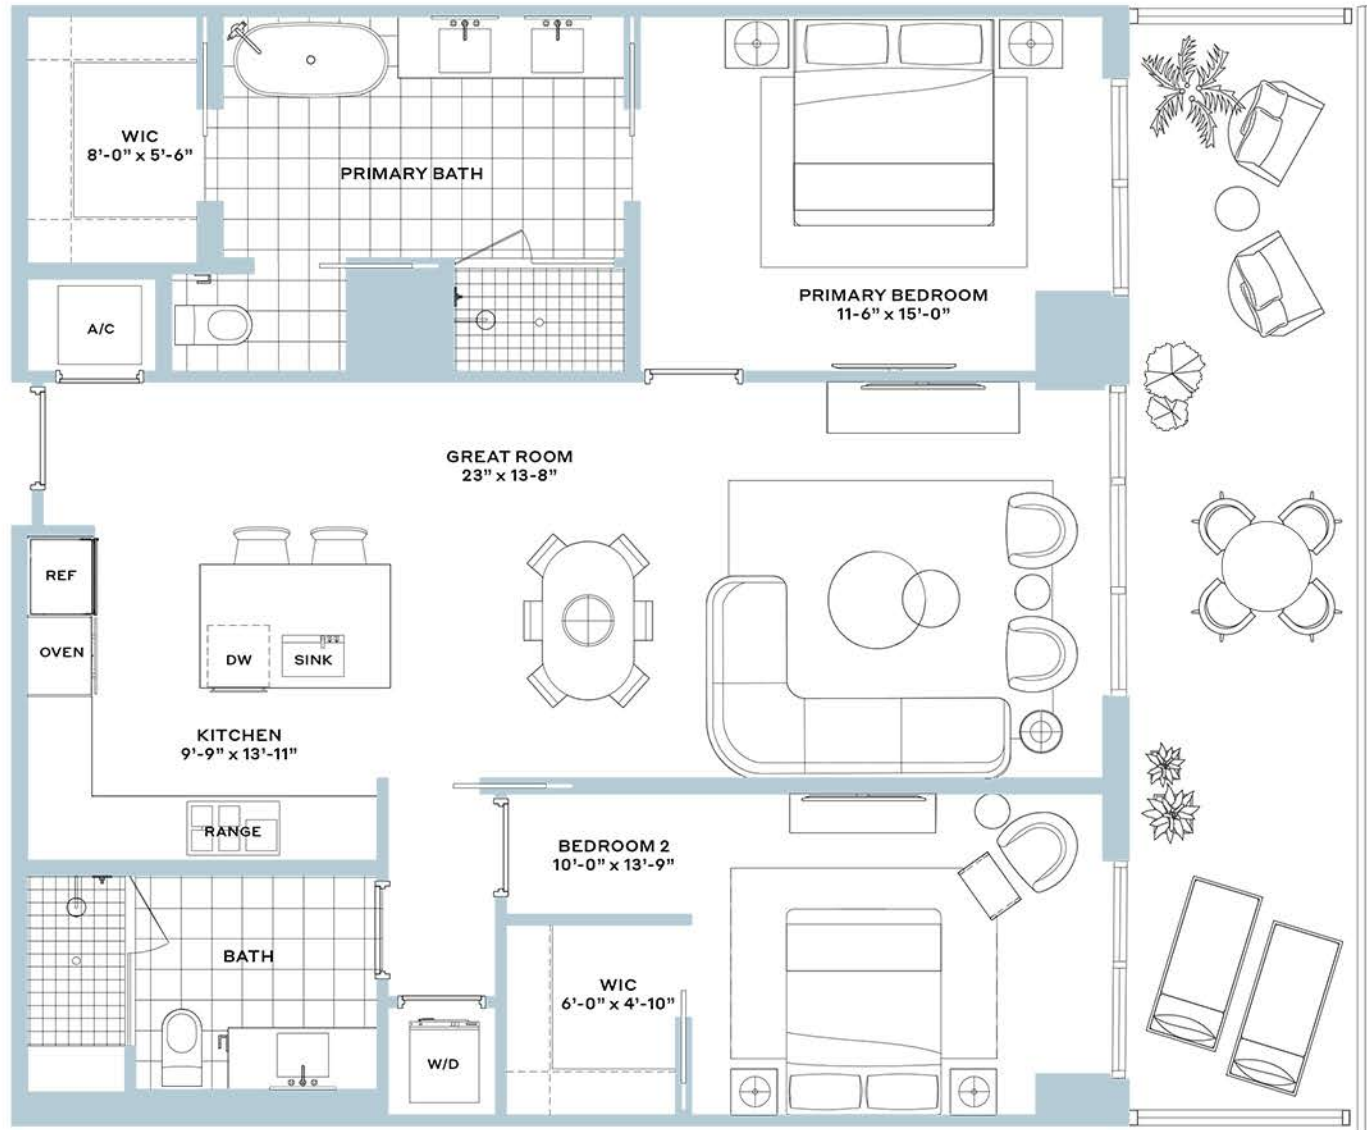 WIC
8'-0" x 5'-6"
PRIMARY BATH
A/C
PRIMARY BEDROOM
11-6" x 15'-0"
GREAT ROOM
23" x 13-8"
REF
OVEN
DW
SINK
KITCHEN
9'-9" x 13'-11"
RANGE
BEDROOM 2
10'-0" x 13'-9"
BATH
WIC
6'-0" x 4'-10"
W/D